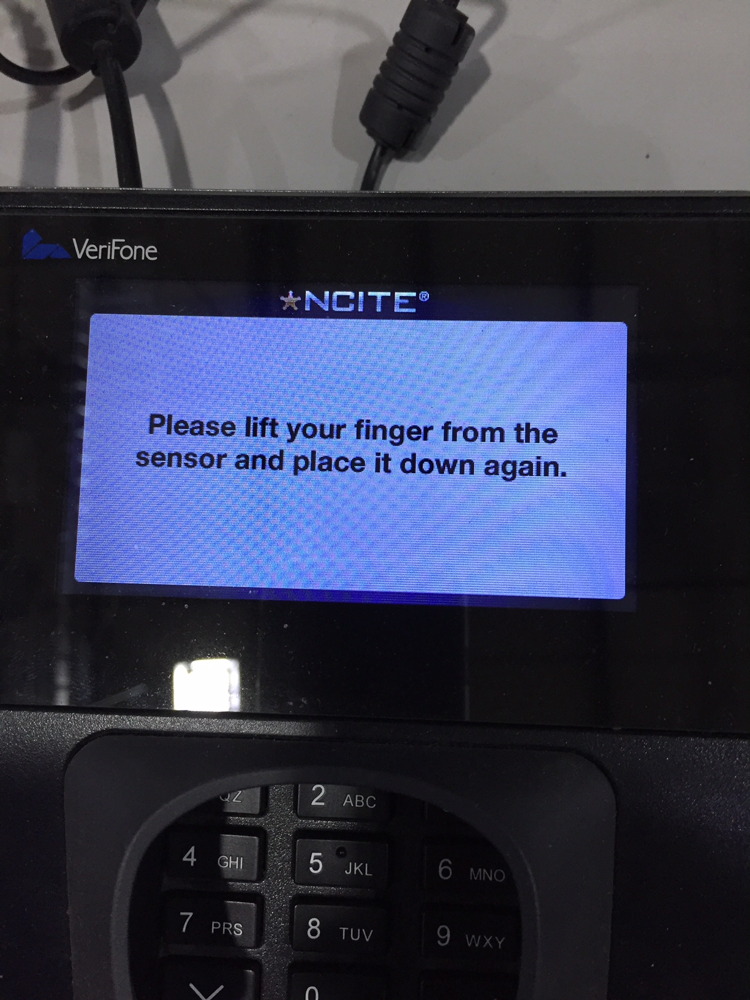 VeriFone
NCITE®
Please lift your finger from the
sensor and place it down again.
QZ
2 ABC
4 GHI
5 JKL
6 MNO
7 PRS
8 TUV
9 WXY
0